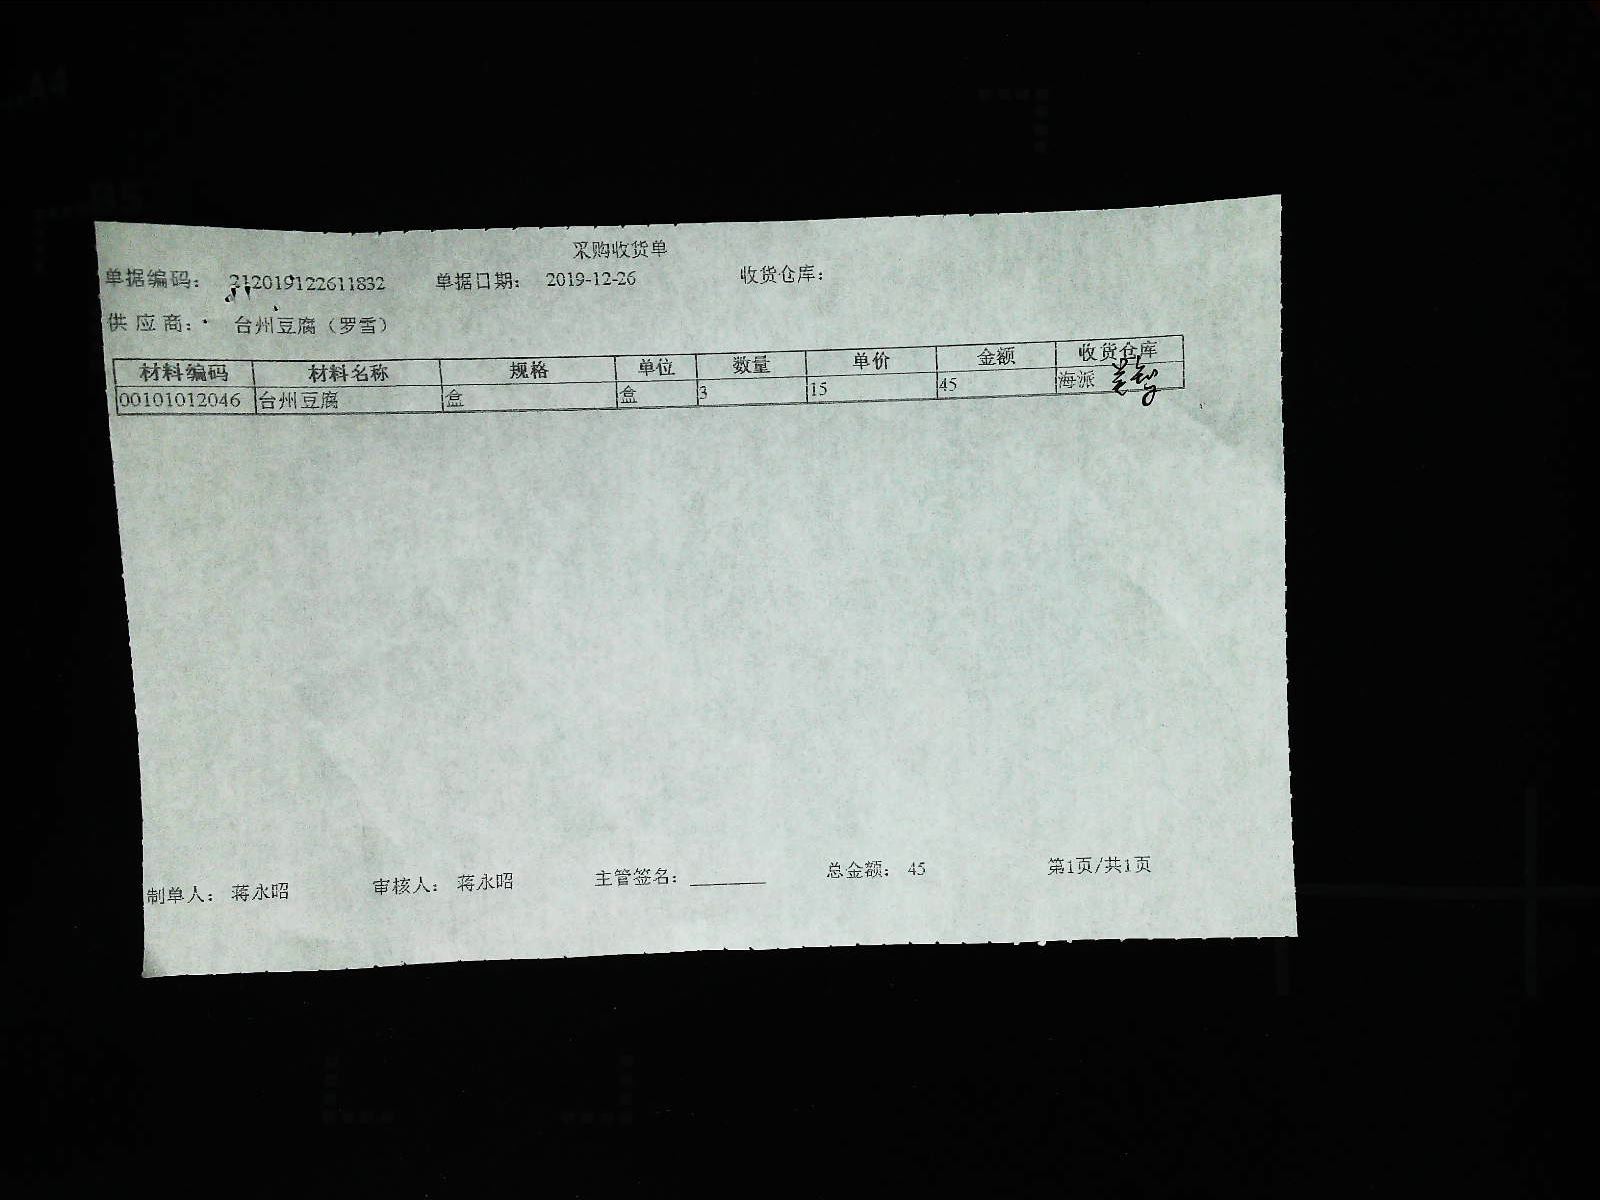 采购收货单
单据编码: 212019122611832 单据日期: 2019-12-26 收货仓库:
供应商: 台州豆腐（罗雪）
材料编码 材料名称 规格 单位 数量 单价 金额 收货仓库
00101012046 台州豆腐 盒 盒 3 15 45 海派
制单人: 蒋永昭 审核人: 蒋永昭 主管签名: 总金额: 45 第1页/共1页